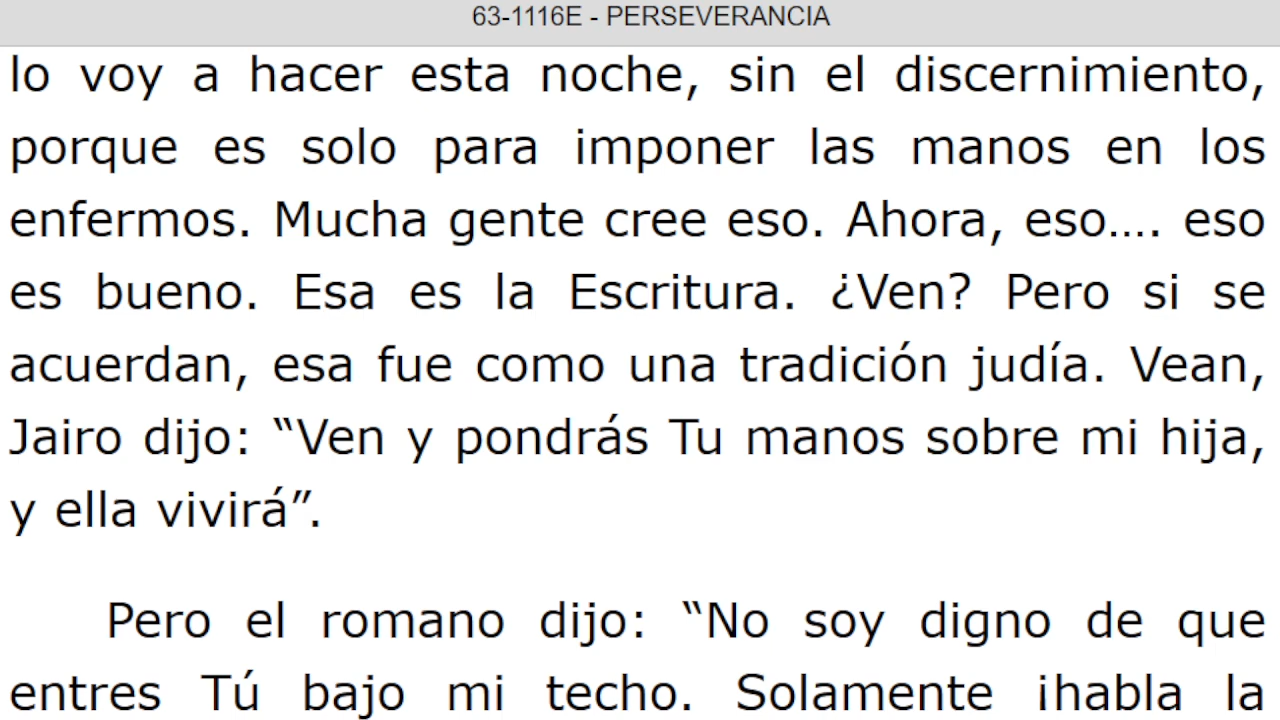 63-1116E - PERSEVERANCIA
lo voy a hacer esta noche, sin el discernimiento,
porque es solo para imponer las manos en los
enfermos. Mucha gente cree eso. Ahora, eso…. eso
es bueno. Esa es la Escritura. ¿Ven? Pero si se
acuerdan, esa fue como una tradición judía. Vean,
Jairo dijo: “Ven y pondrás Tu manos sobre mi hija,
y ella vivirá”.
Pero el romano dijo: “No soy digno de que
entres Tú bajo mi techo. Solamente ¡habla la